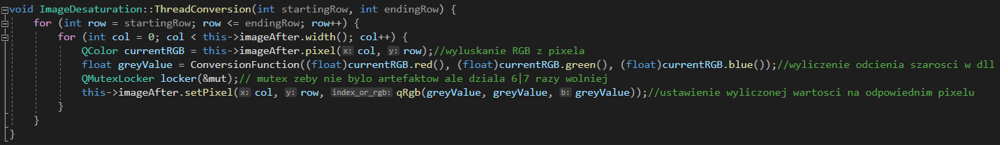 void ImageDesaturation::ThreadConversion(int startingRow, int endingRow) {
for (int row = startingRow; row <= endingRow; row++) {
for (int col = 0; col < this->imageAfter.width(); col++) {
QColor currentRGB = this->imageAfter.pixel(x: col, y: row);//wyluskanie RGB z pixela
float greyValue = ConversionFunction((float)currentRGB.red(), (float)currentRGB.green(), (float)currentRGB.blue());//wyliczenie odcienia szarosci w dll
QMutexLocker locker(&mut);// mutex zeby nie bylo artefaktow ale dziala 6|7 razy wolniej
this->imageAfter.setPixel(x: col, y: row, index_or_rgb: qRgb(greyValue, greyValue, b: greyValue));//ustawienie wyliczonej wartosci na odpowiednim pixelu
}
}
}